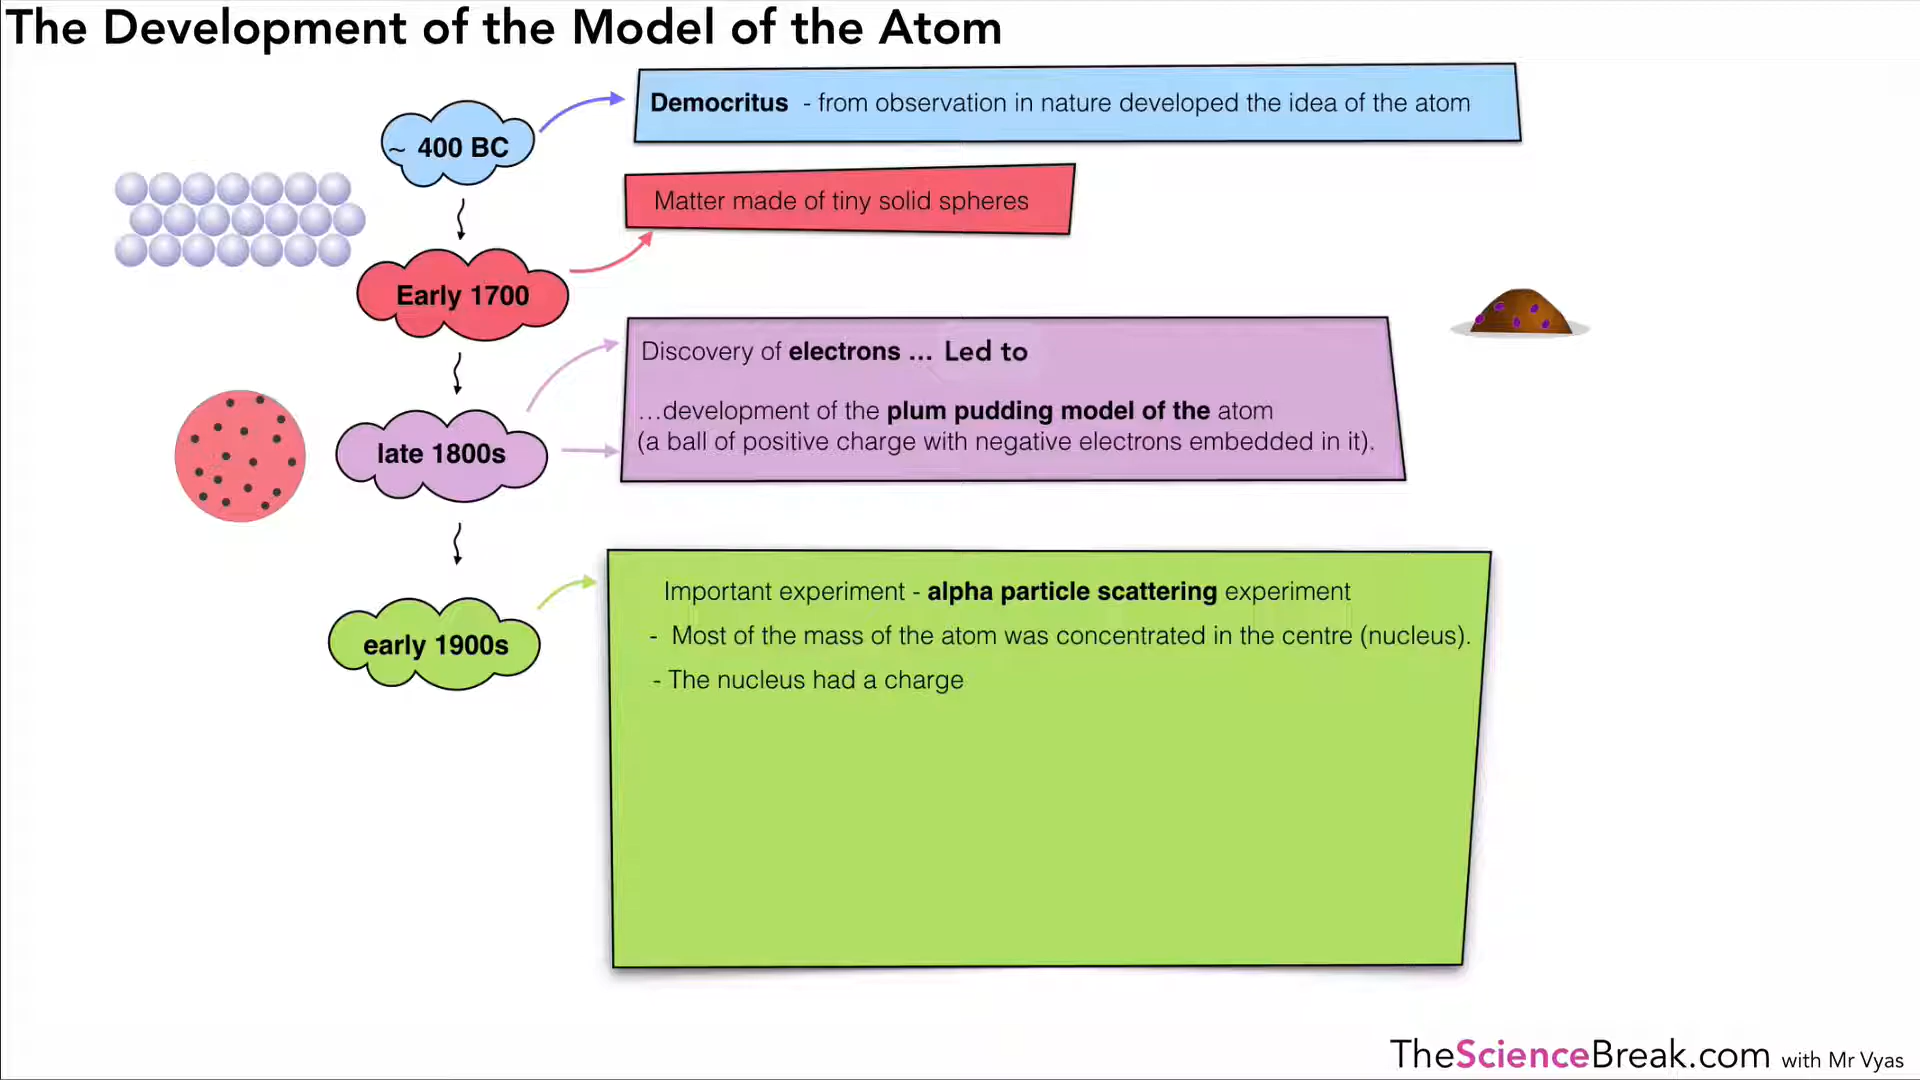 The Development of the Model of the Atom
~ 400 BC
Democritus - from observation in nature developed the idea of the atom
Early 1700
Matter made of tiny solid spheres
late 1800s
Discovery of electrons ... Led to
...development of the plum pudding model of the atom
(a ball of positive charge with negative electrons embedded in it).
early 1900s
Important experiment - alpha particle scattering experiment
- Most of the mass of the atom was concentrated in the centre (nucleus).
- The nucleus had a charge
TheScienceBreak.com with Mr Vyas